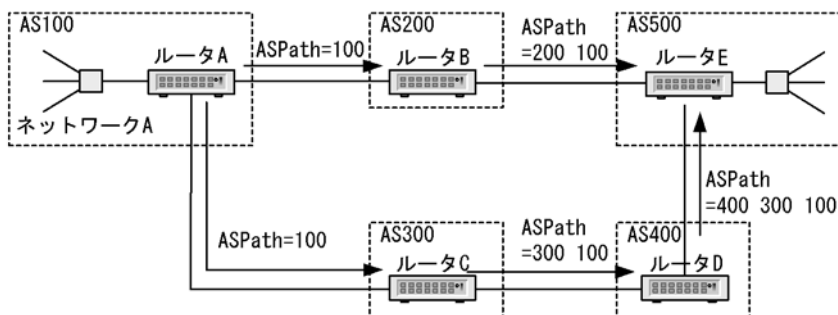 AS100
ルータA
ASPath=100
AS200
ルータB
ASPath
=200 100
AS500
ルータE
ネットワークA
ASPath=100
AS300
ルータC
ASPath
=300 100
AS400
ルータD
ASPath
=400 300 100